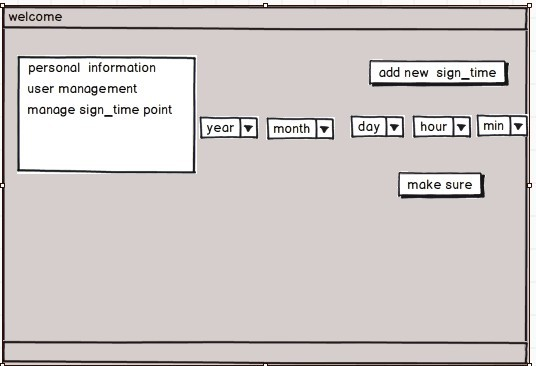 welcome
personal information
user management
manage sign_time point
add new sign_time
year month day hour min
make sure